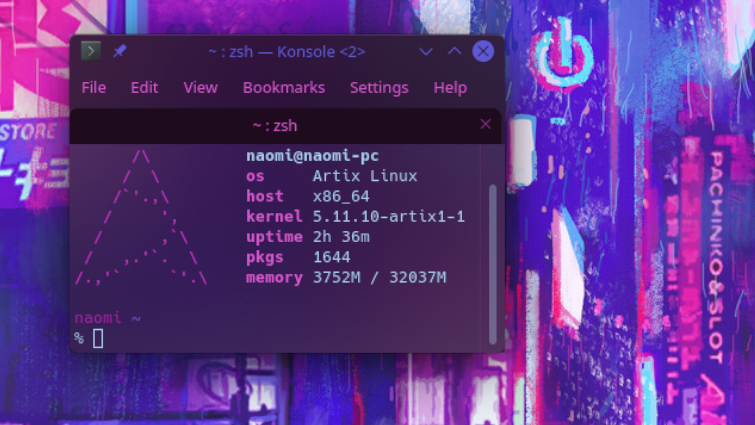 ~ : zsh — Konsole <2>
File Edit View Bookmarks Settings Help
~ : zsh
naomi@naomi-pc
os Artix Linux
host x86_64
kernel 5.11.10-artix1-1
uptime 2h 36m
pkgs 1644
memory 3752M / 32037M
naomi ~
%
STORE
PACHINKO & SLOT